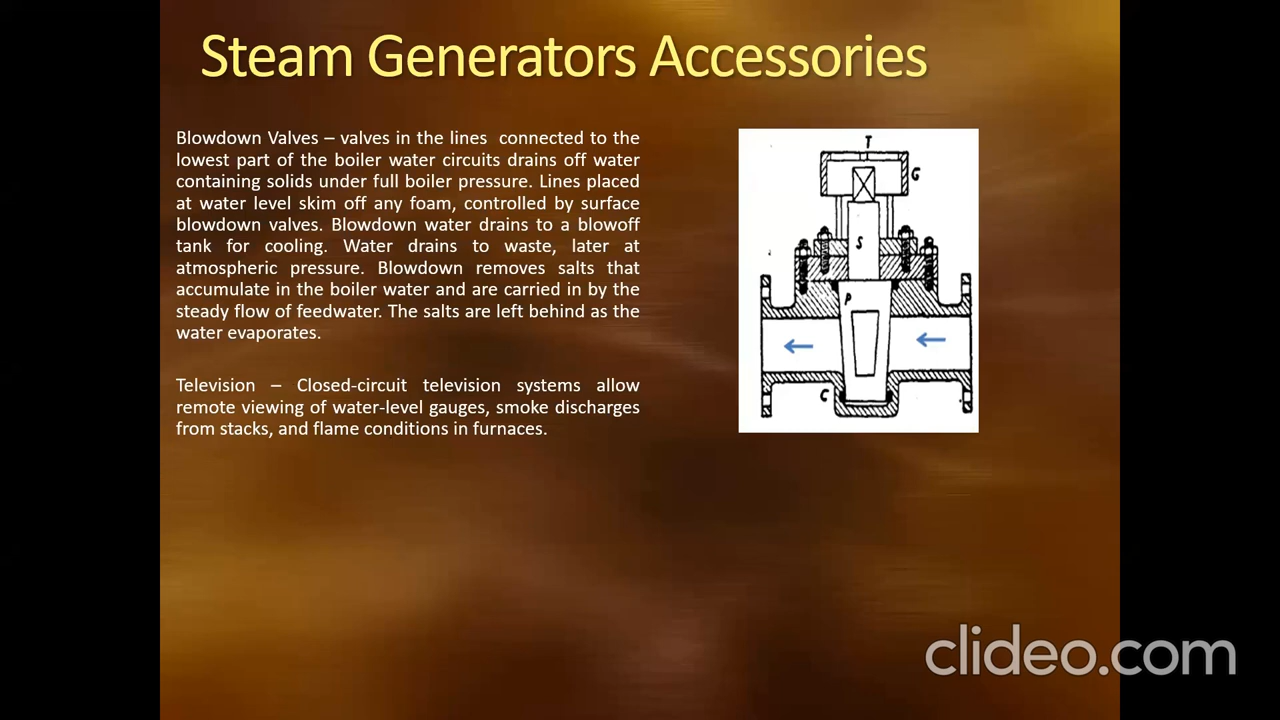 Steam Generators Accessories
Blowdown Valves – valves in the lines connected to the
lowest part of the boiler water circuits drains off water
containing solids under full boiler pressure. Lines placed
at water level skim off any foam, controlled by surface
blowdown valves. Blowdown water drains to a blowoff
tank for cooling. Water drains to waste, later at
atmospheric pressure. Blowdown removes salts that
accumulate in the boiler water and are carried in by the
steady flow of feedwater. The salts are left behind as the
water evaporates.
Television – Closed-circuit television systems allow
remote viewing of water-level gauges, smoke discharges
from stacks, and flame conditions in furnaces.
T
G
S
P
C
clideo.com